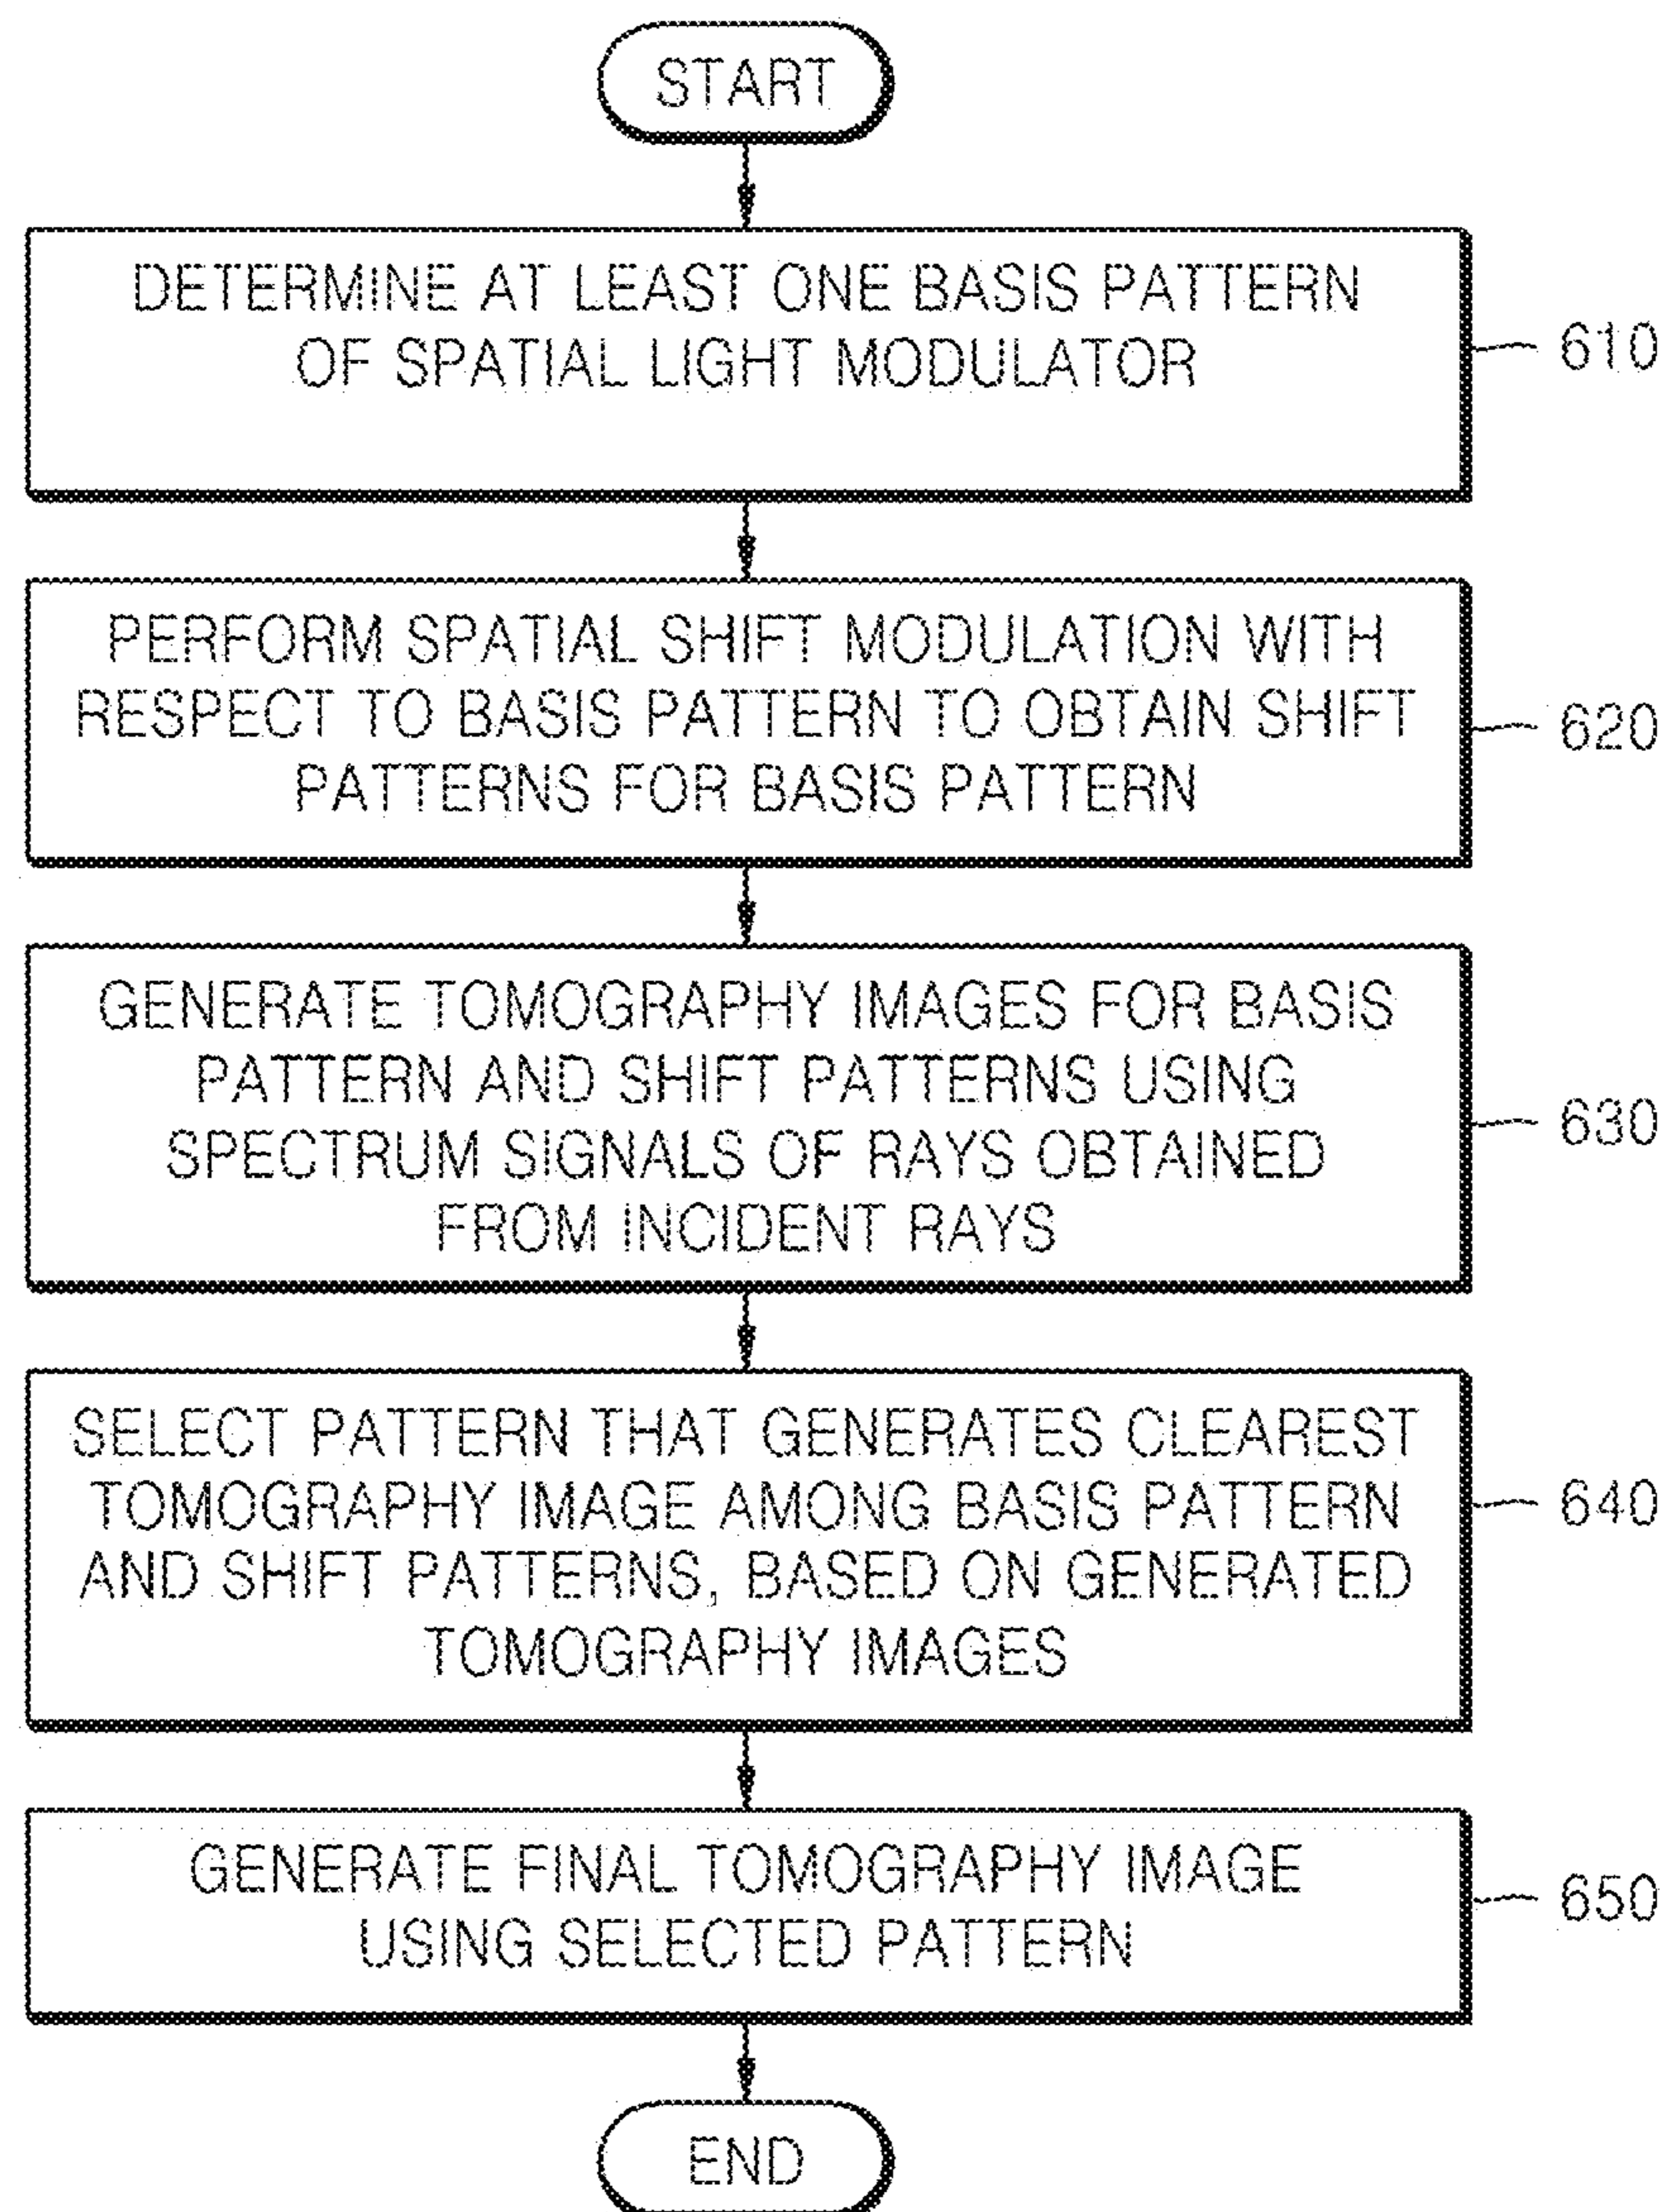 START
DETERMINE AT LEAST ONE BASIS PATTERN
OF SPATIAL LIGHT MODULATOR
610
PERFORM SPATIAL SHIFT MODULATION WITH
RESPECT TO BASIS PATTERN TO OBTAIN SHIFT
PATTERNS FOR BASIS PATTERN
620
GENERATE TOMOGRAPHY IMAGES FOR BASIS
PATTERN AND SHIFT PATTERNS USING
SPECTRUM SIGNALS OF RAYS OBTAINED
FROM INCIDENT RAYS
630
SELECT PATTERN THAT GENERATES CLEAREST
TOMOGRAPHY IMAGE AMONG BASIS PATTERN
AND SHIFT PATTERNS, BASED ON GENERATED
TOMOGRAPHY IMAGES
640
GENERATE FINAL TOMOGRAPHY IMAGE
USING SELECTED PATTERN
650
END